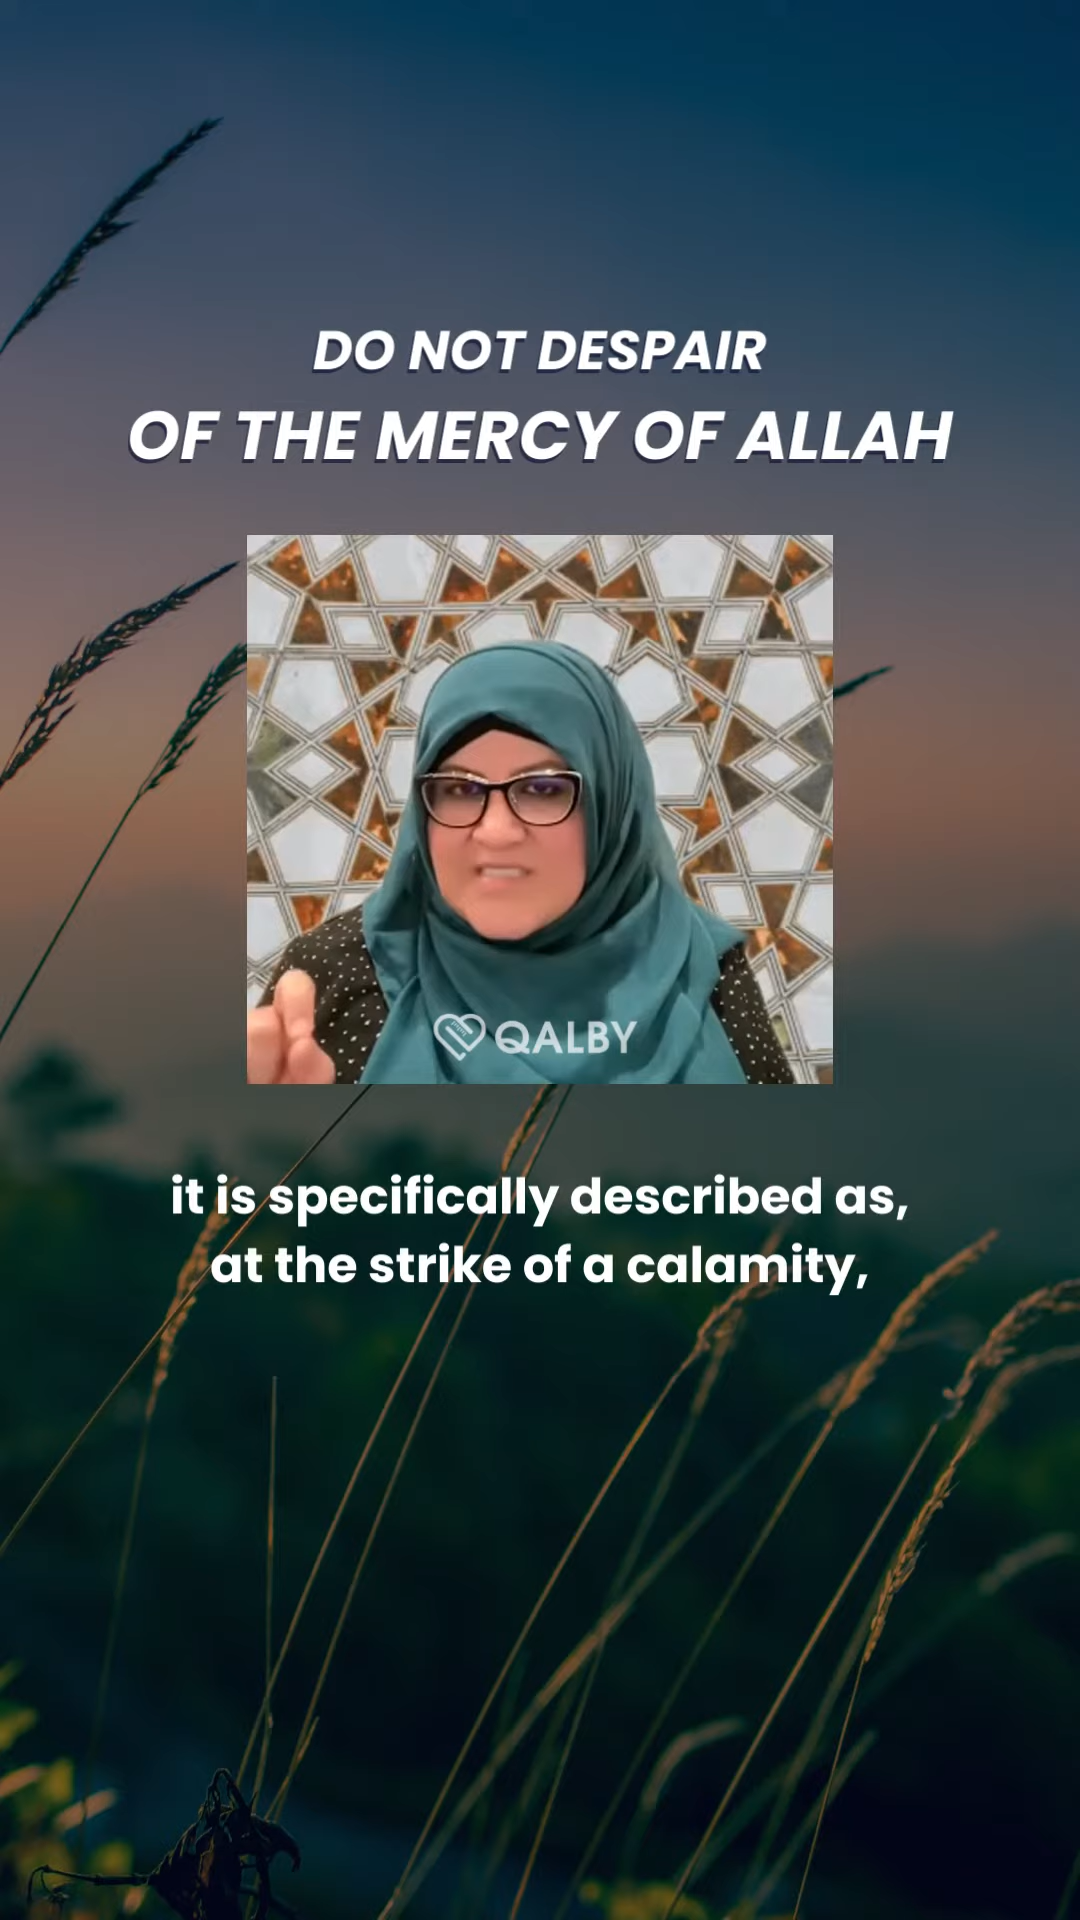 DO NOT DESPAIR
OF THE MERCY OF ALLAH
QALBY
it is specifically described as,
at the strike of a calamity,